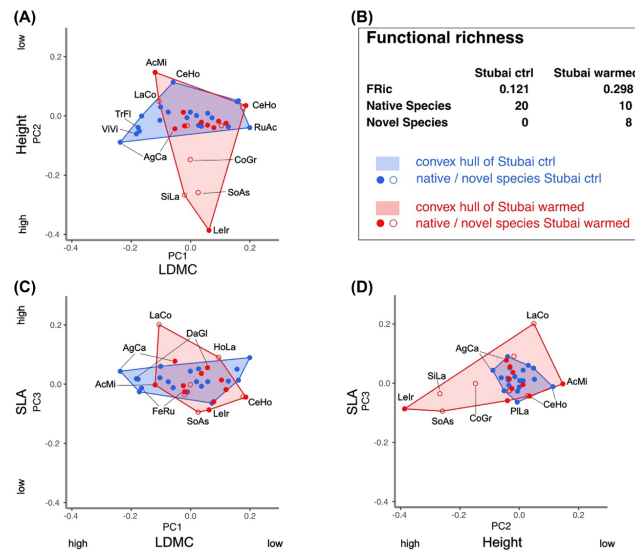 (A)
low
high
Height
PC2
0.2
0.0
-0.2
-0.4
AcMi
CeHo
LaCo
CeHo
TrFl
ViVi
RuAc
AgCa
CoGr
SiLa
SoAs
LeIr
-0.4
-0.2
0.0
0.2
PC1
LDMC
(B)
Functional richness
Stubai ctrl Stubai warmed
FRic 0.121 0.298
Native Species 20 10
Novel Species 0 8
convex hull of Stubai ctrl
native / novel species Stubai ctrl
convex hull of Stubai warmed
native / novel species Stubai warmed
(C)
high
low
SLA
PC3
0.2
0.0
-0.2
-0.4
LaCo
DaGl
AgCa
HoLa
AcMi
FeRu
SoAs
LeIr
CeHo
-0.4
-0.2
0.0
0.2
PC1
high LDMC low
(D)
SLA
PC3
0.2
0.0
-0.2
-0.4
LaCo
AgCa
SiLa
LeIr
AcMi
SoAs
CoGr
PlLa
CeHo
-0.4
-0.2
0.0
0.2
PC2
high Height low